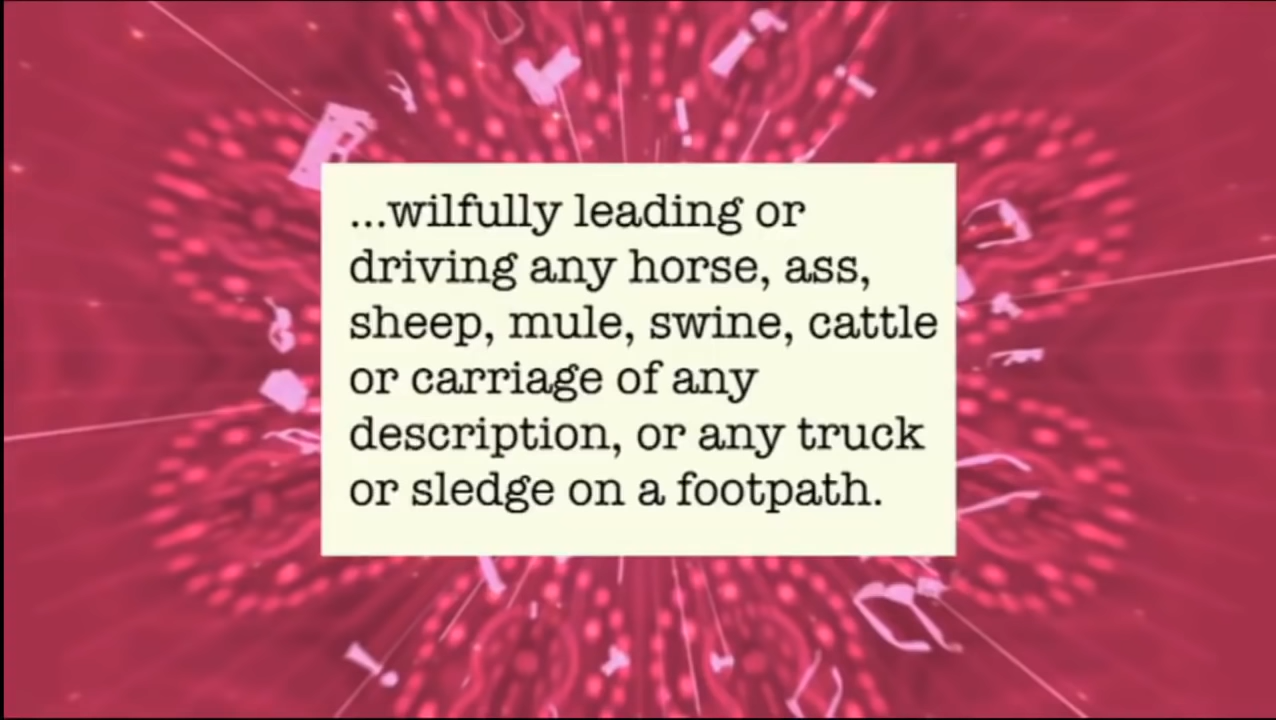 ...wilfully leading or
driving any horse, ass,
sheep, mule, swine, cattle
or carriage of any
description, or any truck
or sledge on a footpath.